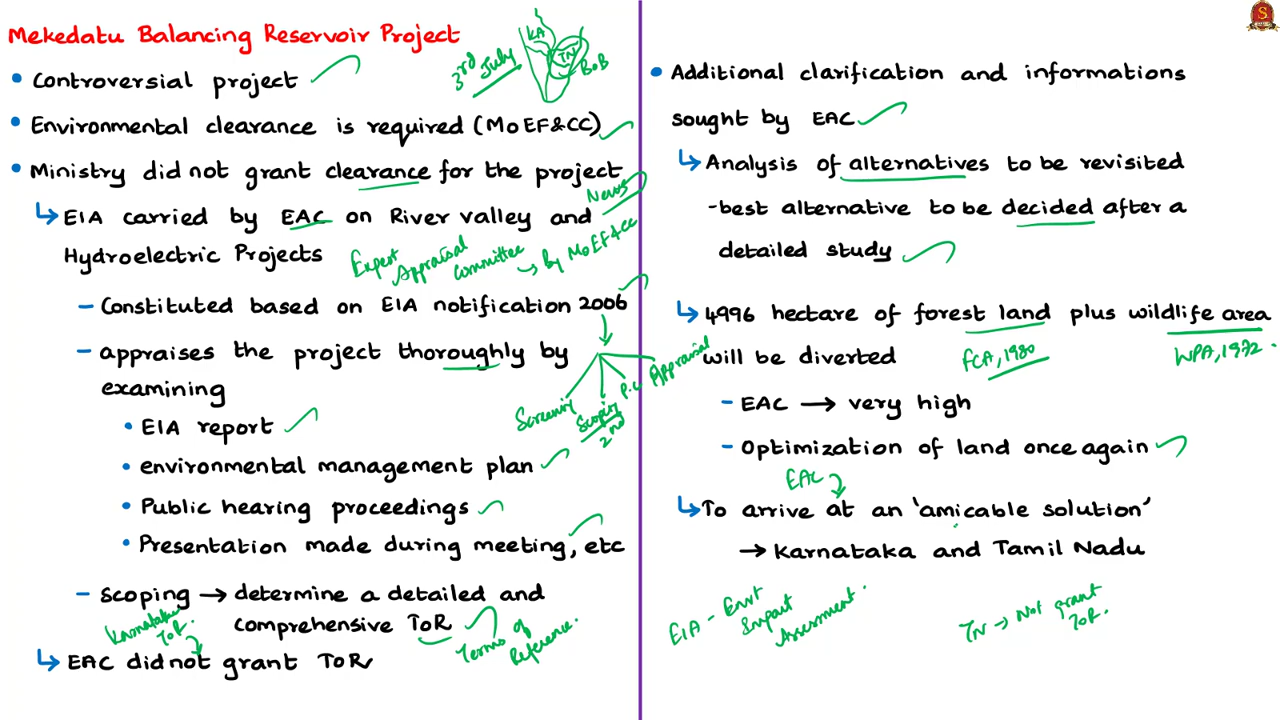 Mekedatu Balancing Reservoir Project
3rd July
KA
TN
BoB
• Controversial project
• Environmental clearance is required (MoEF&CC)
• Ministry did not grant clearance for the project
News
↳ EIA carried by EAC on River valley and
Hydroelectric Projects
Expert Appraisal Committee → by MoEF&CC
– Constituted based on EIA notification 2006
– appraises the project thoroughly by
examining
Screening
Scoping
2nd
P.C
Appraisal
• EIA report
• environmental management plan
• Public hearing proceedings
• Presentation made during meeting, etc
– scoping → determine a detailed and
comprehensive ToR
Karnataka
ToR.
Terms of
Reference.
↳ EAC did not grant ToR
• Additional clarification and informations
sought by EAC
↳ Analysis of alternatives to be revisited
-best alternative to be decided after a
detailed study
↳ 4996 hectare of forest land plus wildlife area
will be diverted
FCA, 1980
WPA, 1972.
– EAC → very high
– Optimization of land once again
EAC
↳ To arrive at an 'amicable solution'
→ Karnataka and Tamil Nadu
EIA - Envt
Impact
Assessment.
TN → Not grant
ToR.
S